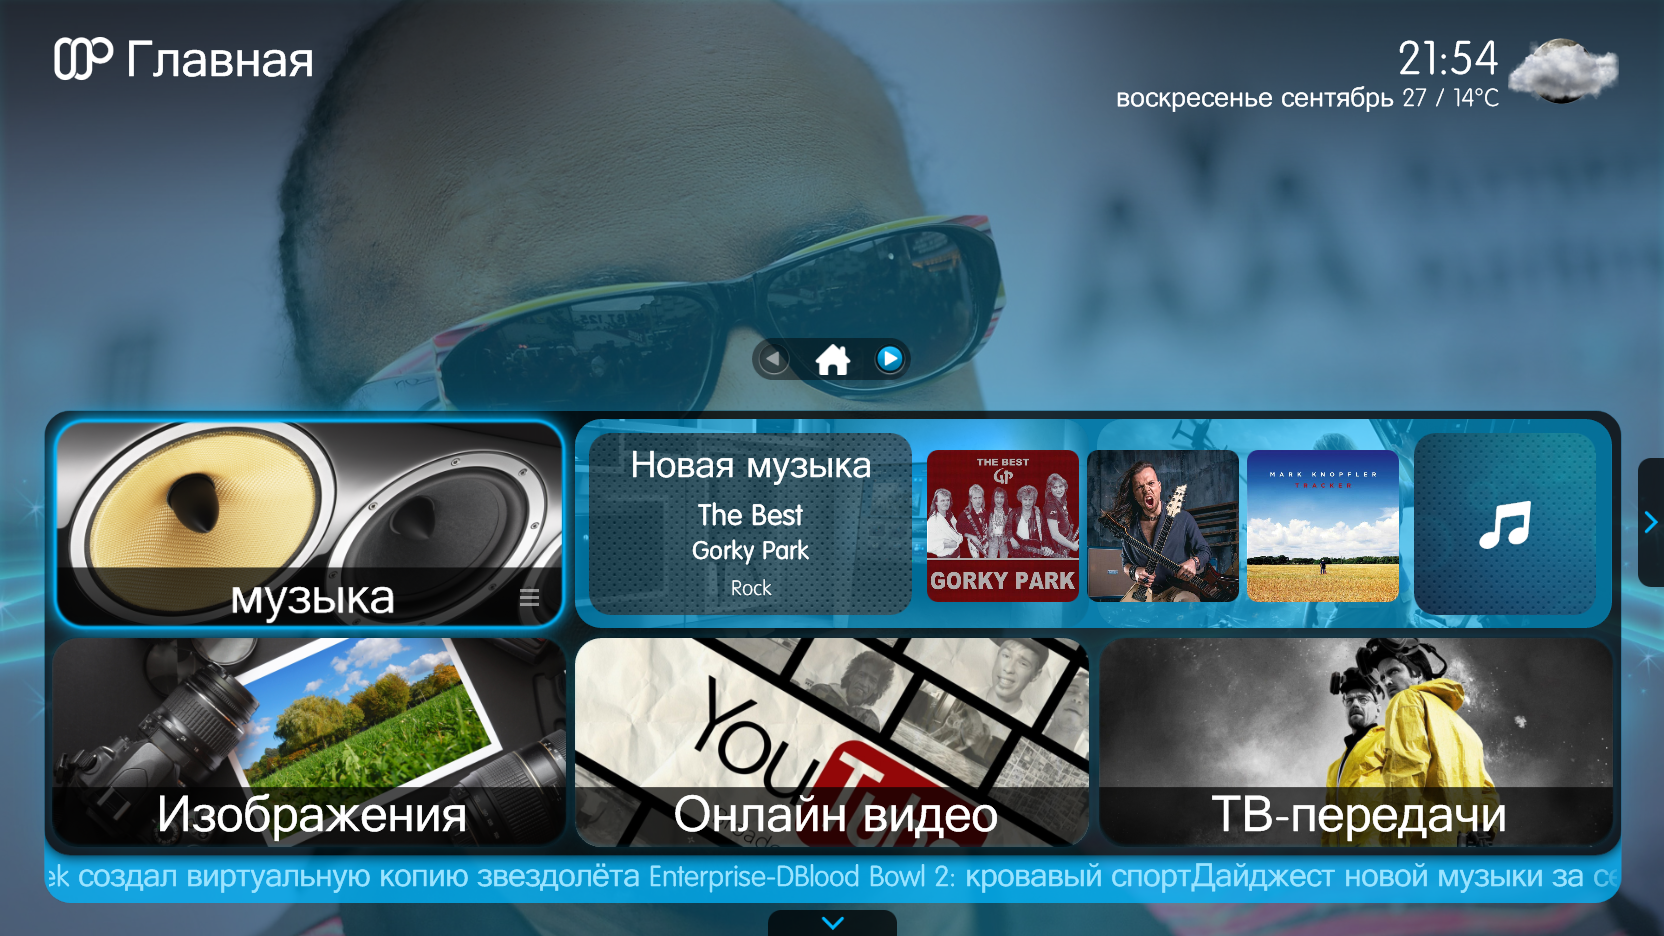 Главная
21:54
воскресенье сентябрь 27 / 14°C
Новая музыка
The Best
Gorky Park
Rock
THE BEST
GP
GORKY PARK
MARK KNOPFLER
TRACKER
музыка
YouTube
Изображения
Онлайн видео
ТВ-передачи
ek создал виртуальную копию звездолёта Enterprise-DBlood Bowl 2: кровавый спортДайджест новой музыки за се